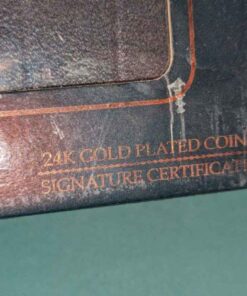 24K GOLD PLATED COIN
SIGNATURE CERTIFICAT